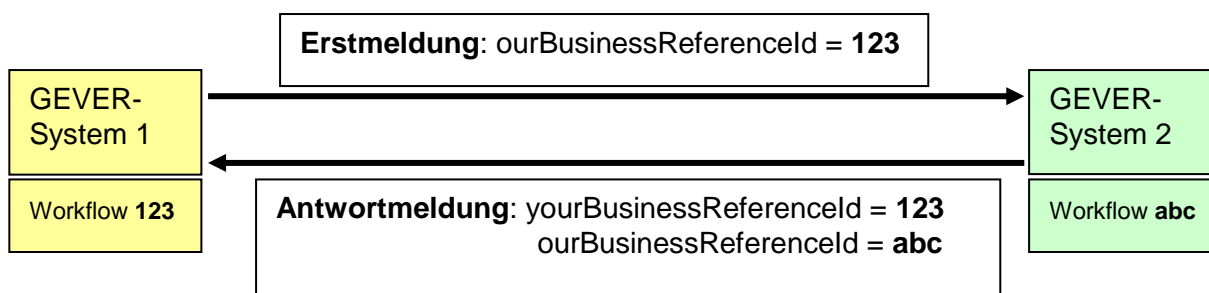 Erstmeldung: ourBusinessReferenceId = 123
GEVER-
System 1
GEVER-
System 2
Workflow 123
Antwortmeldung: yourBusinessReferenceId = 123
ourBusinessReferenceId = abc
Workflow abc